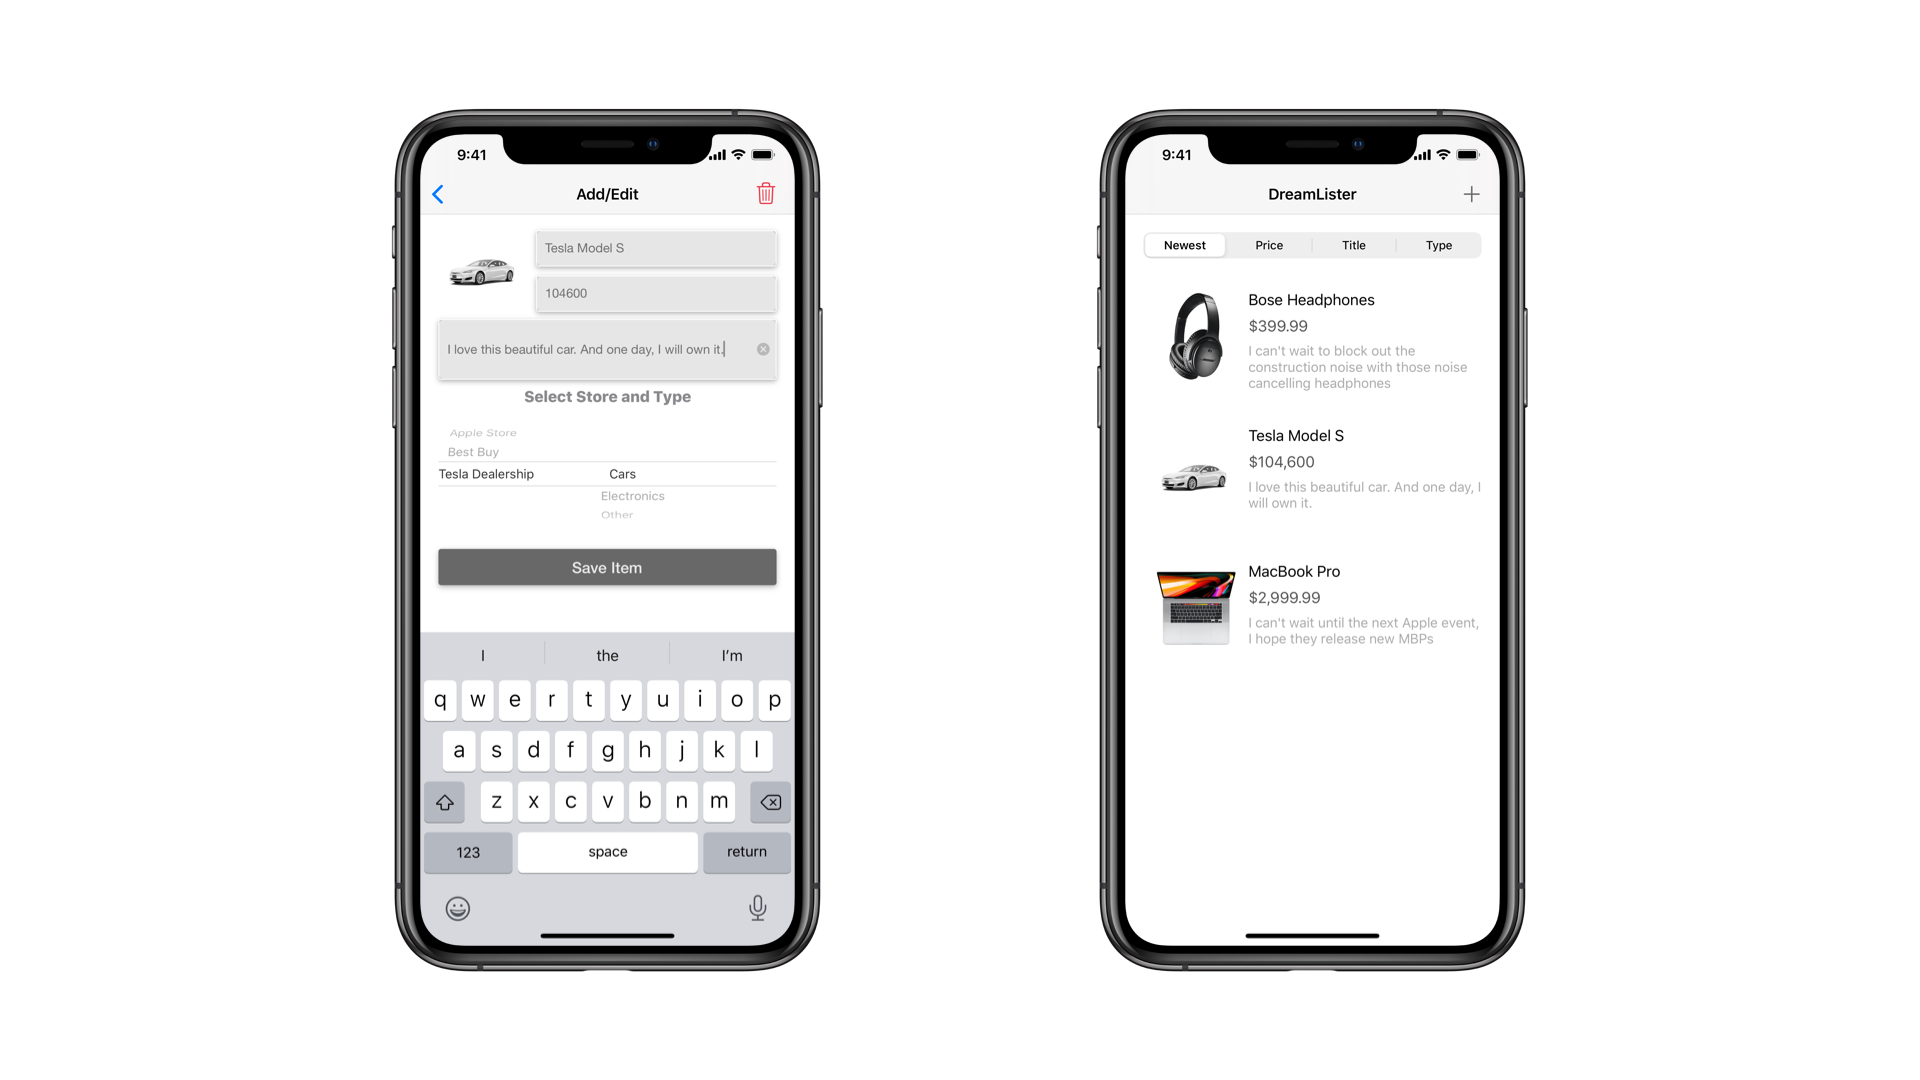 9:41
Add/Edit
Tesla Model S
104600
I love this beautiful car. And one day, I will own it.
Select Store and Type
Apple Store
Best Buy
Tesla Dealership Cars
Electronics
Other
Save Item
I the I'm
q w e r t y u i o p
a s d f g h j k l
z x c v b n m
123 space return
9:41
DreamLister
Newest Price Title Type
Bose Headphones
$399.99
I can't wait to block out the
construction noise with those noise
cancelling headphones
Tesla Model S
$104,600
I love this beautiful car. And one day, I
will own it.
MacBook Pro
$2,999.99
I can't wait until the next Apple event,
I hope they release new MBPs